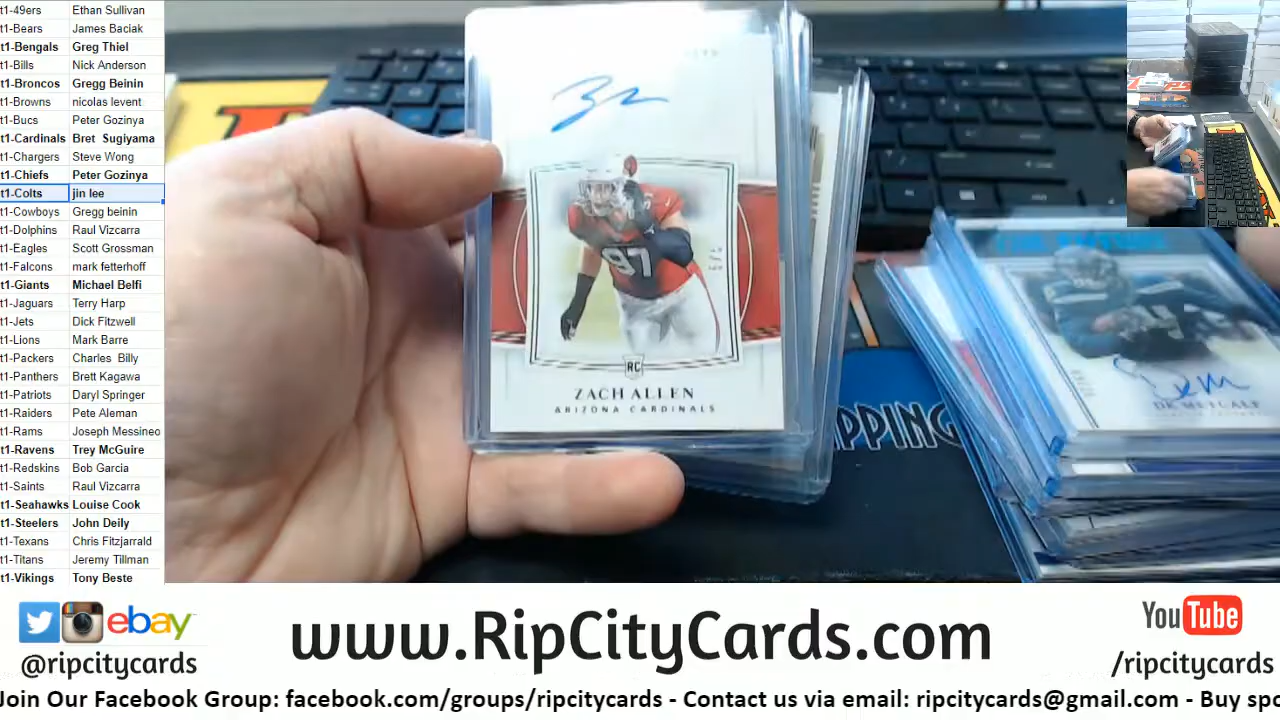 t1-49ers Ethan Sullivan
t1-Bears James Baciak
t1-Bengals Greg Thiel
t1-Bills Nick Anderson
t1-Broncos Gregg Beinin
t1-Browns nicolas levent
t1-Bucs Peter Gozinya
t1-Cardinals Bret Sugiyama
t1-Chargers Steve Wong
t1-Chiefs Peter Gozinya
t1-Colts jin lee
t1-Cowboys Gregg beinin
t1-Dolphins Raul Vizcarra
t1-Eagles Scott Grossman
t1-Falcons mark fetterhoff
t1-Giants Michael Belfi
t1-Jaguars Terry Harp
t1-Jets Dick Fitzwell
t1-Lions Mark Barre
t1-Packers Charles Billy
t1-Panthers Brett Kagawa
t1-Patriots Daryl Springer
t1-Raiders Pete Aleman
t1-Rams Joseph Messineo
t1-Ravens Trey McGuire
t1-Redskins Bob Garcia
t1-Saints Raul Vizcarra
t1-Seahawks Louise Cook
t1-Steelers John Deily
t1-Texans Chris Fitzjarrald
t1-Titans Jeremy Tillman
t1-Vikings Tony Beste
97
RC
ZACH ALLEN
ARIZONA CARDINALS
DK METCALF
PPING
ebay
@ripcitycards
www.RipCityCards.com
YouTube
/ripcitycards
Join Our Facebook Group: facebook.com/groups/ripcitycards - Contact us via email: ripcitycards@gmail.com - Buy spo